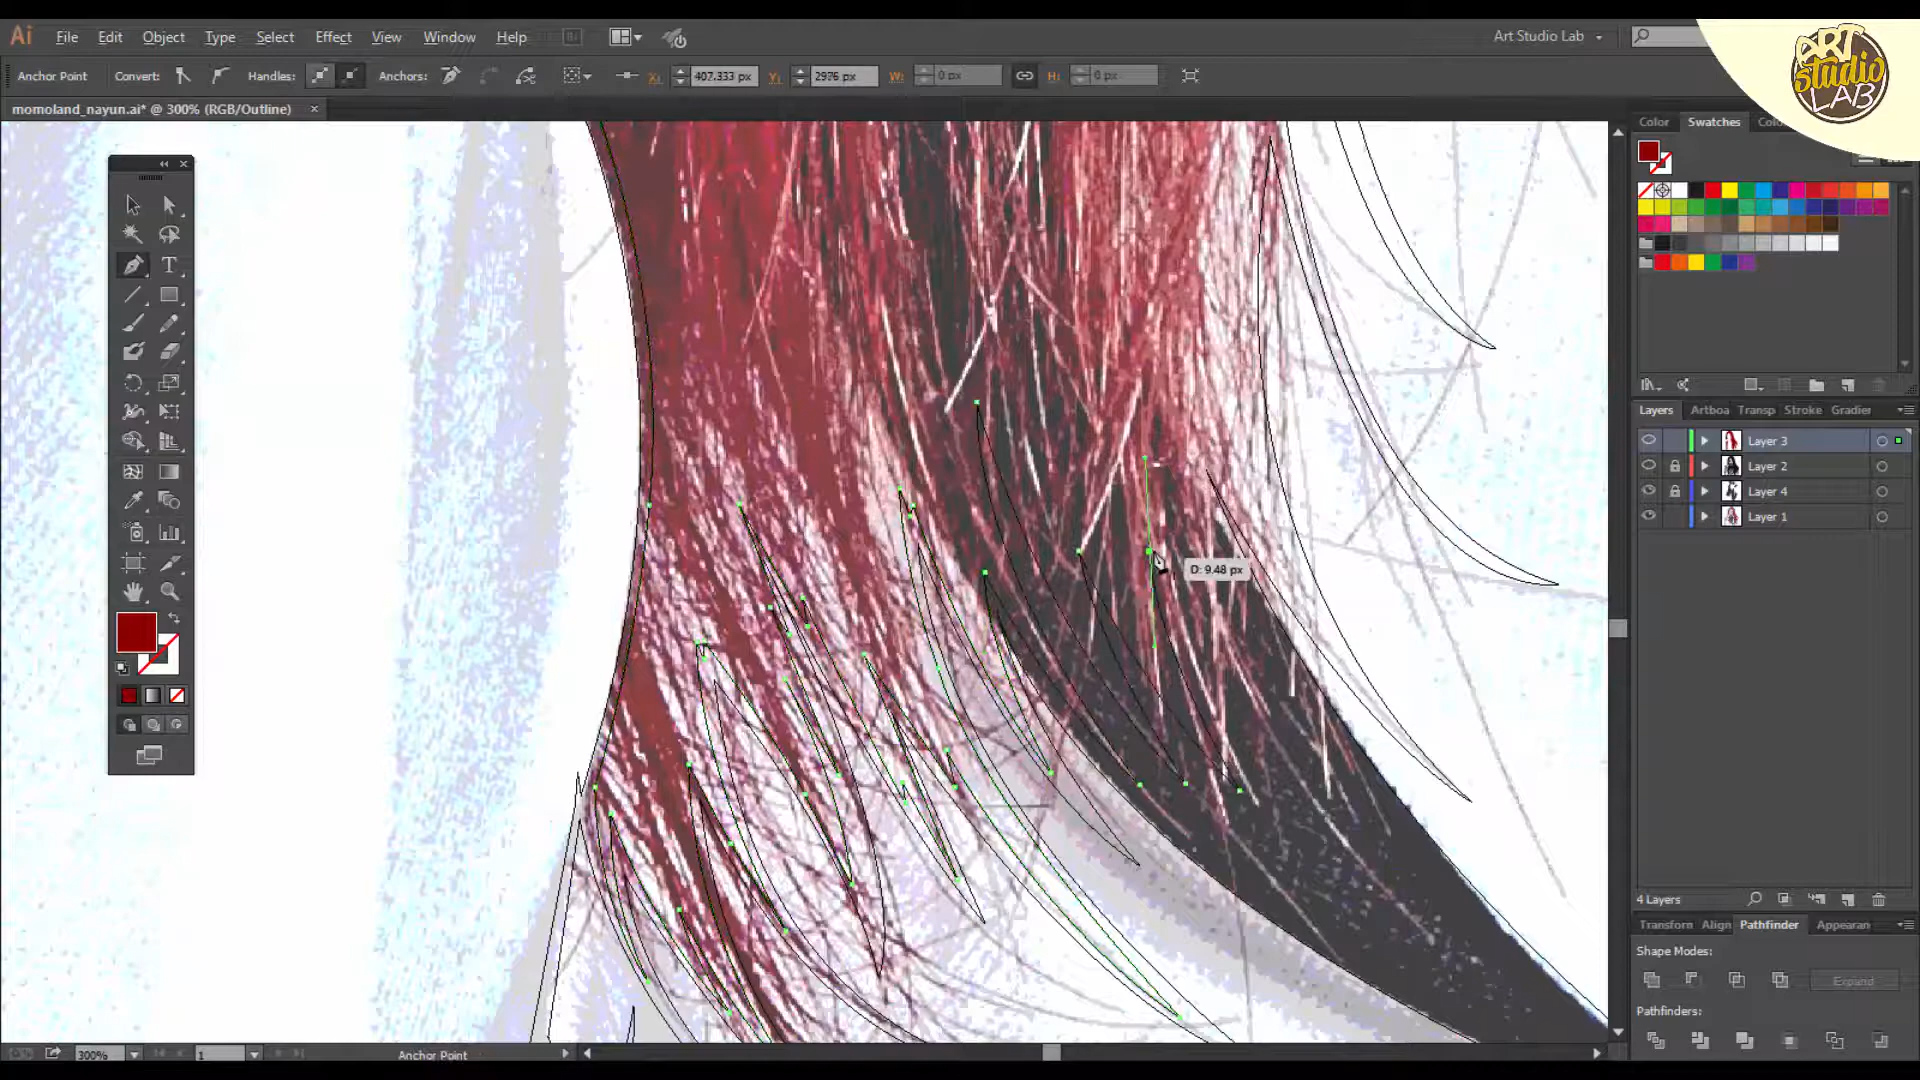 Ai File Edit Object Type Select Effect View Window Help Art Studio Lab
ART Studio LAB
Anchor Point Convert: Handles: Anchors: X: 407.333 px Y: 2976 px W: 0 px H: 0 px
momoland_nayun.ai* @ 300% (RGB/Outline)
Color Swatches
D: 9.48 px
Layers Artboa Transp Stroke Gradier
Layer 3
Layer 2
Layer 4
Layer 1
4 Layers
Transform Align Pathfinder Appearan
Shape Modes:
Expand
Pathfinders:
300% 1 Anchor Point